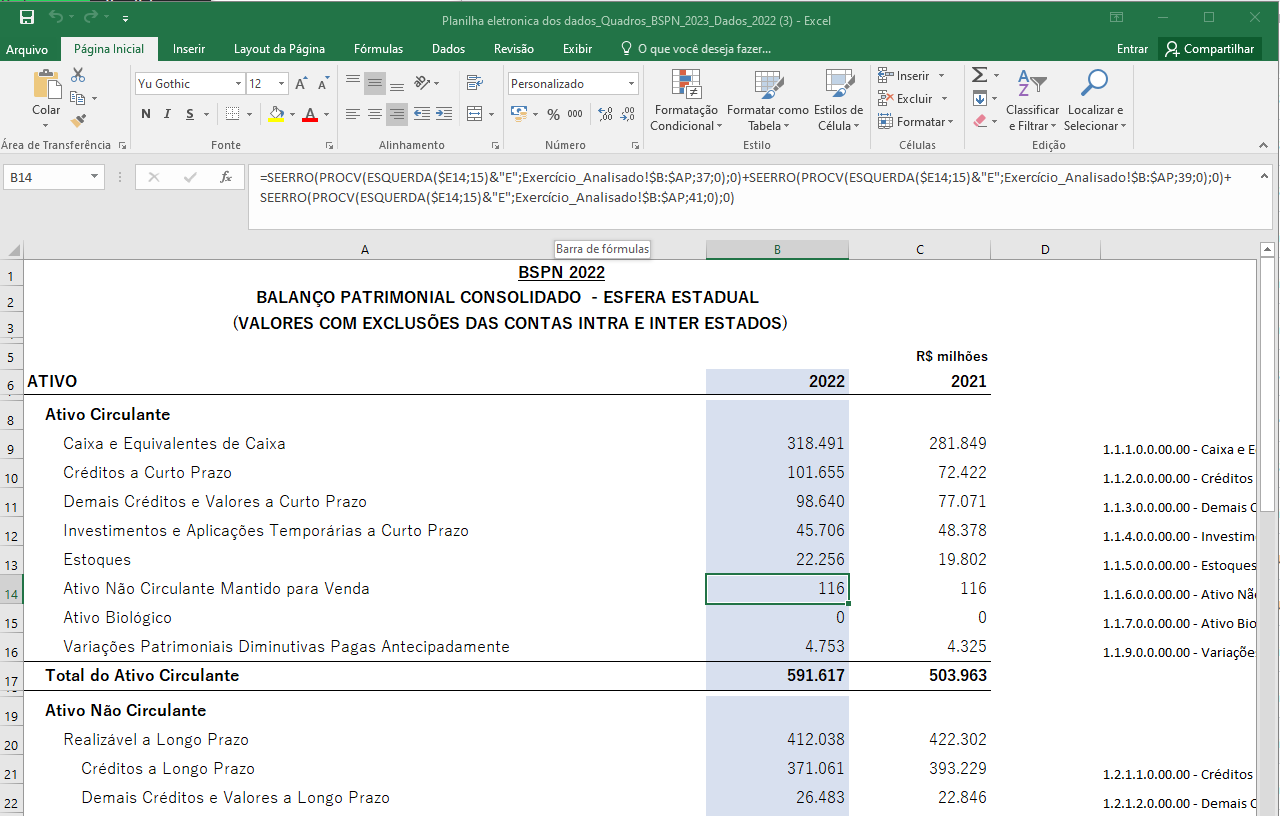 Planilha eletronica dos dados_Quadros_BSPN_2023_Dados_2022 (3) - Excel
Arquivo Página Inicial Inserir Layout da Página Fórmulas Dados Revisão Exibir O que você deseja fazer... Entrar Compartilhar
Colar
Área de Transferência
Yu Gothic 12
N I S
Fonte
Alinhamento
Personalizado
% 000
Número
Formatação Condicional
Formatar como Tabela
Estilos de Célula
Estilo
Inserir
Excluir
Formatar
Células
Classificar e Filtrar
Localizar e Selecionar
Edição
B14 fx =SEERRO(PROCV(ESQUERDA($E14;15)&"E";Exercício_Analisado!$B:$AP;37;0);0)+SEERRO(PROCV(ESQUERDA($E14;15)&"E";Exercício_Analisado!$B:$AP;39;0);0)+
SEERRO(PROCV(ESQUERDA($E14;15)&"E";Exercício_Analisado!$B:$AP;41;0);0)
Barra de fórmulas
A B C D
1 BSPN 2022
2 BALANÇO PATRIMONIAL CONSOLIDADO - ESFERA ESTADUAL
3 (VALORES COM EXCLUSÕES DAS CONTAS INTRA E INTER ESTADOS)
5 R$ milhões
6 ATIVO 2022 2021
8 Ativo Circulante
9 Caixa e Equivalentes de Caixa 318.491 281.849 1.1.1.0.0.00.00 - Caixa e E
10 Créditos a Curto Prazo 101.655 72.422 1.1.2.0.0.00.00 - Créditos
11 Demais Créditos e Valores a Curto Prazo 98.640 77.071 1.1.3.0.0.00.00 - Demais C
12 Investimentos e Aplicações Temporárias a Curto Prazo 45.706 48.378 1.1.4.0.0.00.00 - Investim
13 Estoques 22.256 19.802 1.1.5.0.0.00.00 - Estoques
14 Ativo Não Circulante Mantido para Venda 116 116 1.1.6.0.0.00.00 - Ativo Nã
15 Ativo Biológico 0 0 1.1.7.0.0.00.00 - Ativo Bio
16 Variações Patrimoniais Diminutivas Pagas Antecipadamente 4.753 4.325 1.1.9.0.0.00.00 - Variaçõe
17 Total do Ativo Circulante 591.617 503.963
19 Ativo Não Circulante
20 Realizável a Longo Prazo 412.038 422.302
21 Créditos a Longo Prazo 371.061 393.229 1.2.1.1.0.00.00 - Créditos
22 Demais Créditos e Valores a Longo Prazo 26.483 22.846 1.2.1.2.0.00.00 - Demais C